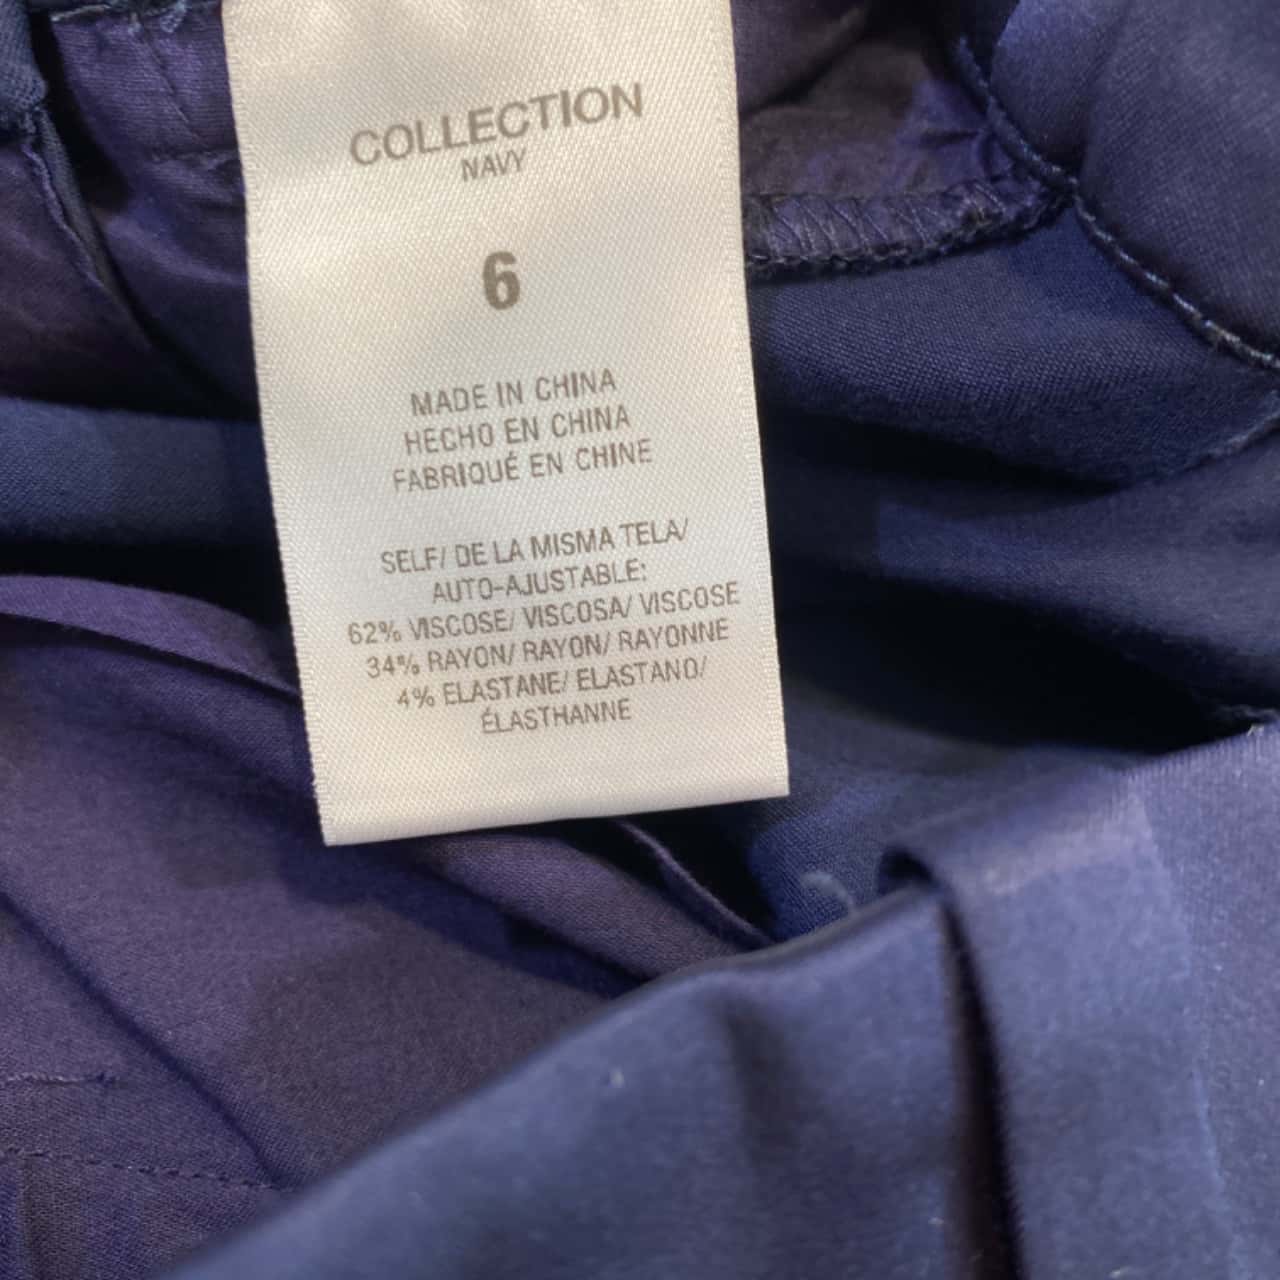 COLLECTION
NAVY
6
MADE IN CHINA
HECHO EN CHINA
FABRIQUÉ EN CHINE
SELF/ DE LA MISMA TELA/
AUTO-AJUSTABLE:
62% VISCOSE/ VISCOSA/ VISCOSE
34% RAYON/ RAYON/ RAYONNE
4% ELASTANE/ ELASTANO/
ÉLASTHANNE